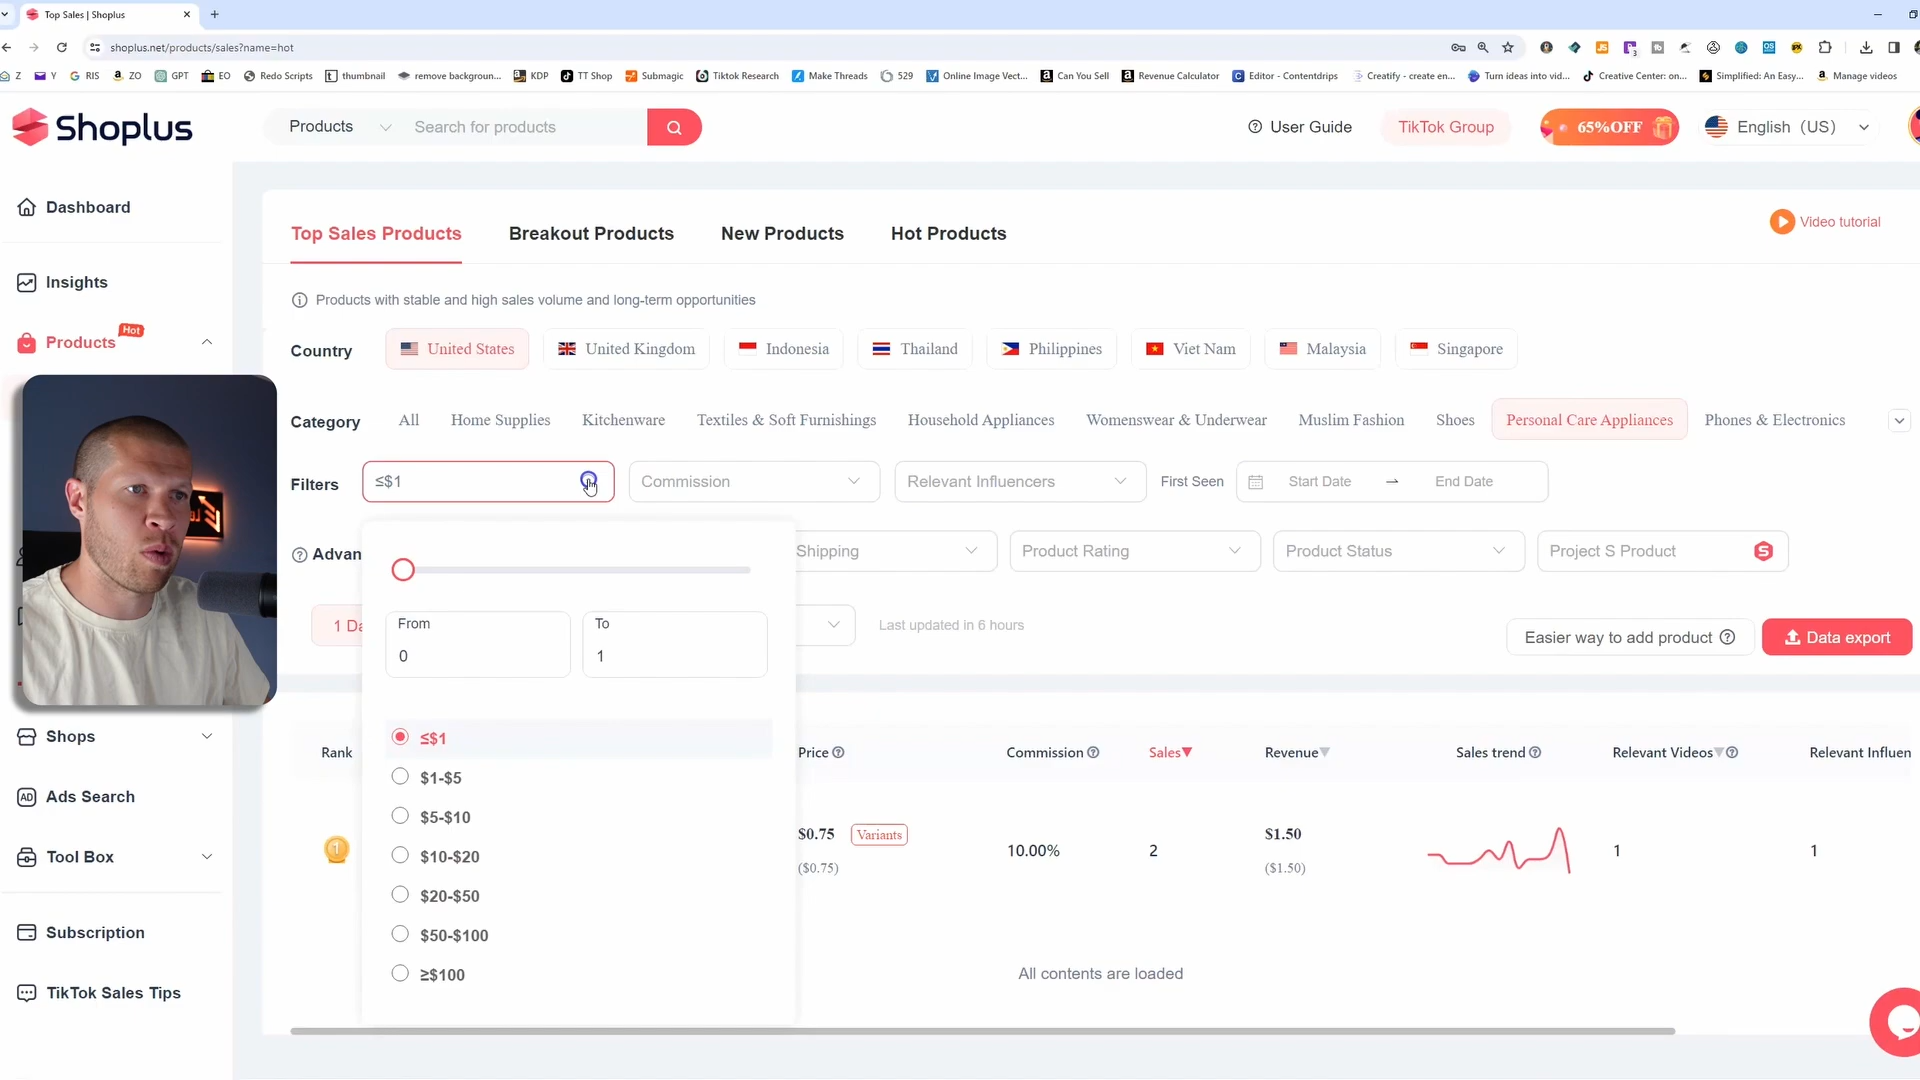 Top Sales | Shoplus
shoplus.net/products/sales?name=hot
Z Y RIS ZO GPT EO Redo Scripts thumbnail remove backgroun... KDP TT Shop Submagic Tiktok Research Make Threads 529 Online Image Vect... Can You Sell Revenue Calculator Editor - Contentdrips Creatify - create en... Turn ideas into vid... Creative Center: on... Simplified: An Easy... Manage videos
Shoplus Products Search for products User Guide TikTok Group 65%OFF English (US)
Dashboard
Insights
Products Hot
Shops
Ads Search
Tool Box
Subscription
TikTok Sales Tips
Top Sales Products Breakout Products New Products Hot Products Video tutorial
Products with stable and high sales volume and long-term opportunities
Country United States United Kingdom Indonesia Thailand Philippines Viet Nam Malaysia Singapore
Category All Home Supplies Kitchenware Textiles & Soft Furnishings Household Appliances Womenswear & Underwear Muslim Fashion Shoes Personal Care Appliances Phones & Electronics
Filters ≤$1 Commission Relevant Influencers First Seen Start Date → End Date
Advan Shipping Product Rating Product Status Project S Product S
1 Da Last updated in 6 hours Easier way to add product Data export
From To
0 1
≤$1
$1-$5
$5-$10
$10-$20
$20-$50
$50-$100
≥$100
Rank Price Commission Sales Revenue Sales trend Relevant Videos Relevant Influen
1 $0.75 Variants 10.00% 2 $1.50 1 1
($0.75) ($1.50)
All contents are loaded